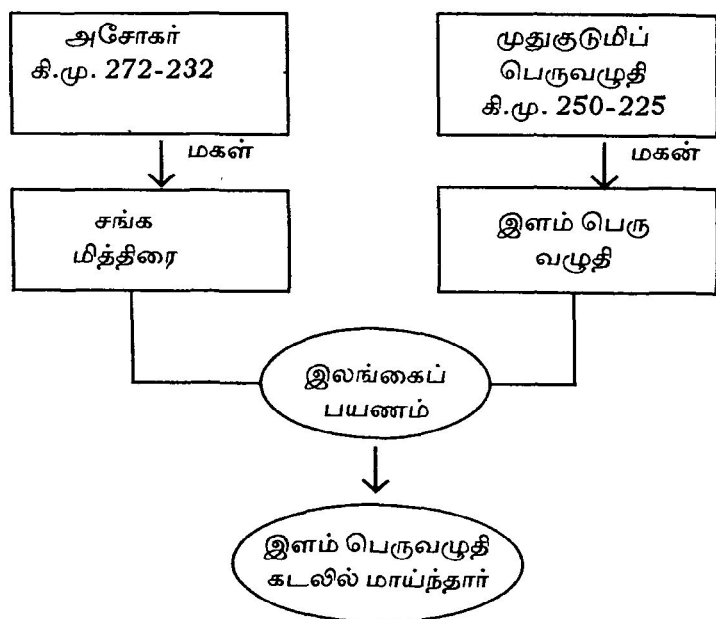 அசோகர்
கி.மு. 272-232
முதுகுடுமிப்
பெருவழுதி
கி.மு. 250-225
மகள்
மகன்
சங்க
மித்திரை
இளம் பெரு
வழுதி
இலங்கைப்
பயணம்
இளம் பெருவழுதி
கடலில் மாய்ந்தார்